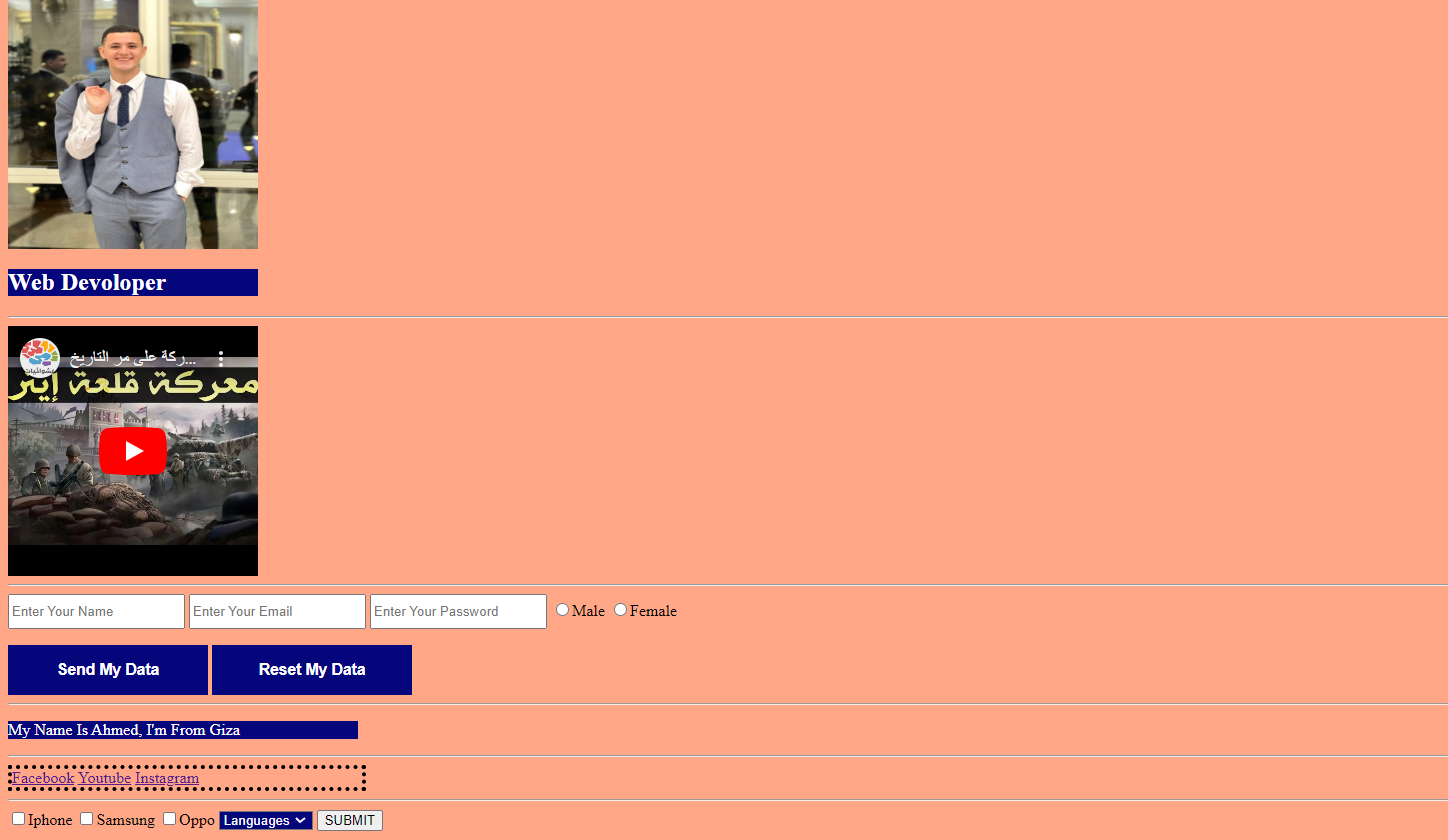 Web Devoloper
...ركة على مر التاريخ
عشوائيات
معركة قلعة إيتر
Enter Your Name Enter Your Email Enter Your Password Male Female
Send My Data Reset My Data
My Name Is Ahmed, I'm From Giza
Facebook Youtube Instagram
Iphone Samsung Oppo Languages SUBMIT